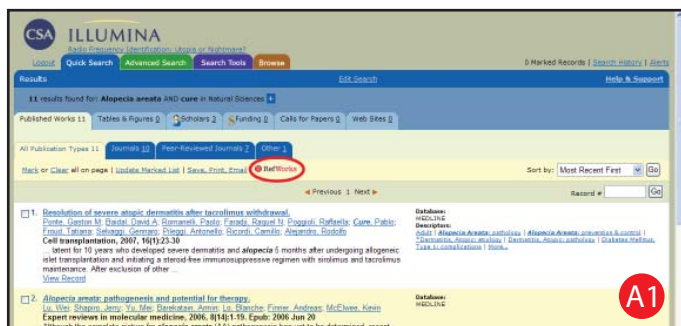 CSA ILLUMINA
Radio Frequency Identification: Utopia or Nightmare?
Logout Quick Search Advanced Search Search Tools Browse 0 Marked Records | Search History | Alerts
Results Edit Search Help & Support
11 results found for: Alopecia areata AND cure in Natural Sciences +
Published Works 11 Tables & Figures 0 Scholars 2 Funding 0 Calls for Papers 0 Web Sites 0
All Publication Types 11 Journals 10 Peer-Reviewed Journals 7 Other 1
Mark or Clear all on page | Update Marked List | Save, Print, Email RefWorks Sort by: Most Recent First Go
◄ Previous 1 Next ► Record # Go
1. Resolution of severe atopic dermatitis after tacrolimus withdrawal. Database:
Ponte, Gaston M; Baidal, David A; Romanelli, Paolo; Faradji, Raquel N; Poggioli, Raffaella; Cure, Pablo; MEDLINE
Froud, Tatiana; Selvaggi, Gennaro; Pileggi, Antonello; Ricordi, Camillo; Alejandro, Rodolfo Descriptors:
Cell transplantation, 2007, 16(1):23-30 Adult | Alopecia Areata: pathology | Alopecia Areata: prevention & control |
... latent for 10 years who developed severe dermatitis and alopecia 5 months after undergoing allogeneic *Dermatitis, Atopic: etiology | Dermatitis, Atopic: pathology | Diabetes Mellitus,
islet transplantation and initiating a steroid-free immunosuppressive regimen with sirolimus and tacrolimus Type 1: complications | More...
maintenance. After exclusion of other ...
View Record
2. Alopecia areata: pathogenesis and potential for therapy. Database:
Lu, Wei; Shapiro, Jerry; Yu, Mei; Barekatain, Armin; Lo, Blanche; Finner, Andreas; McElwee, Kevin MEDLINE
Expert reviews in molecular medicine, 2006, 8(14):1-19. Epub: 2006 Jun 20
A1